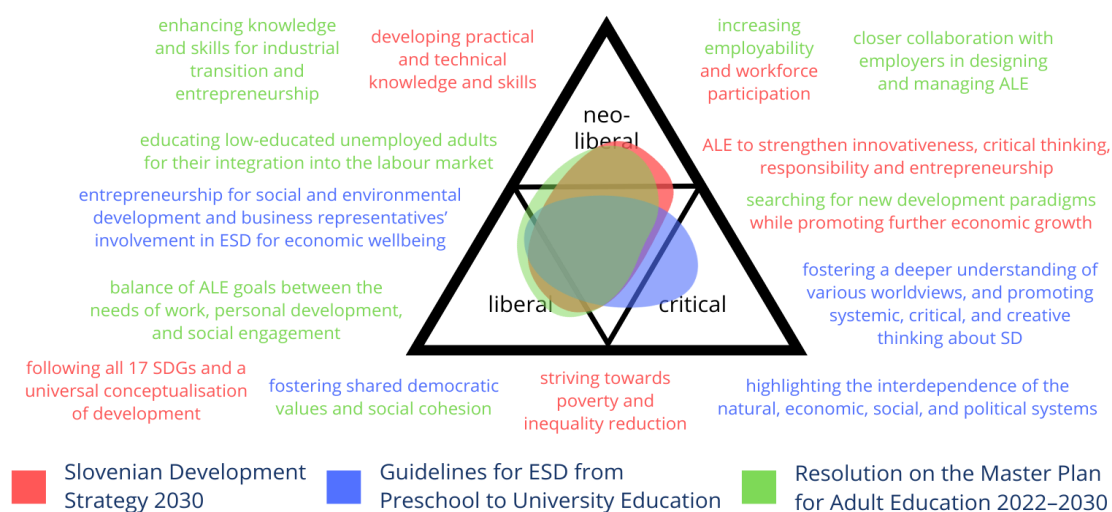 enhancing knowledge
and skills for industrial
transition and
entrepreneurship
developing practical
and technical
knowledge and skills
increasing
employability
and workforce
participation
closer collaboration with
employers in designing
and managing ALE
neo-
liberal
educating low-educated unemployed adults
for their integration into the labour market
ALE to strengthen innovativeness, critical thinking,
responsibility and entrepreneurship
entrepreneurship for social and environmental
development and business representatives’
involvement in ESD for economic wellbeing
searching for new development paradigms
while promoting further economic growth
balance of ALE goals between the
needs of work, personal development,
and social engagement
liberal
critical
fostering a deeper understanding of
various worldviews, and promoting
systemic, critical, and creative
thinking about SD
following all 17 SDGs and a
universal conceptualisation
of development
fostering shared democratic
values and social cohesion
striving towards
poverty and
inequality reduction
highlighting the interdependence of the
natural, economic, social, and political systems
Slovenian Development
Strategy 2030
Guidelines for ESD from
Preschool to University Education
Resolution on the Master Plan
for Adult Education 2022–2030